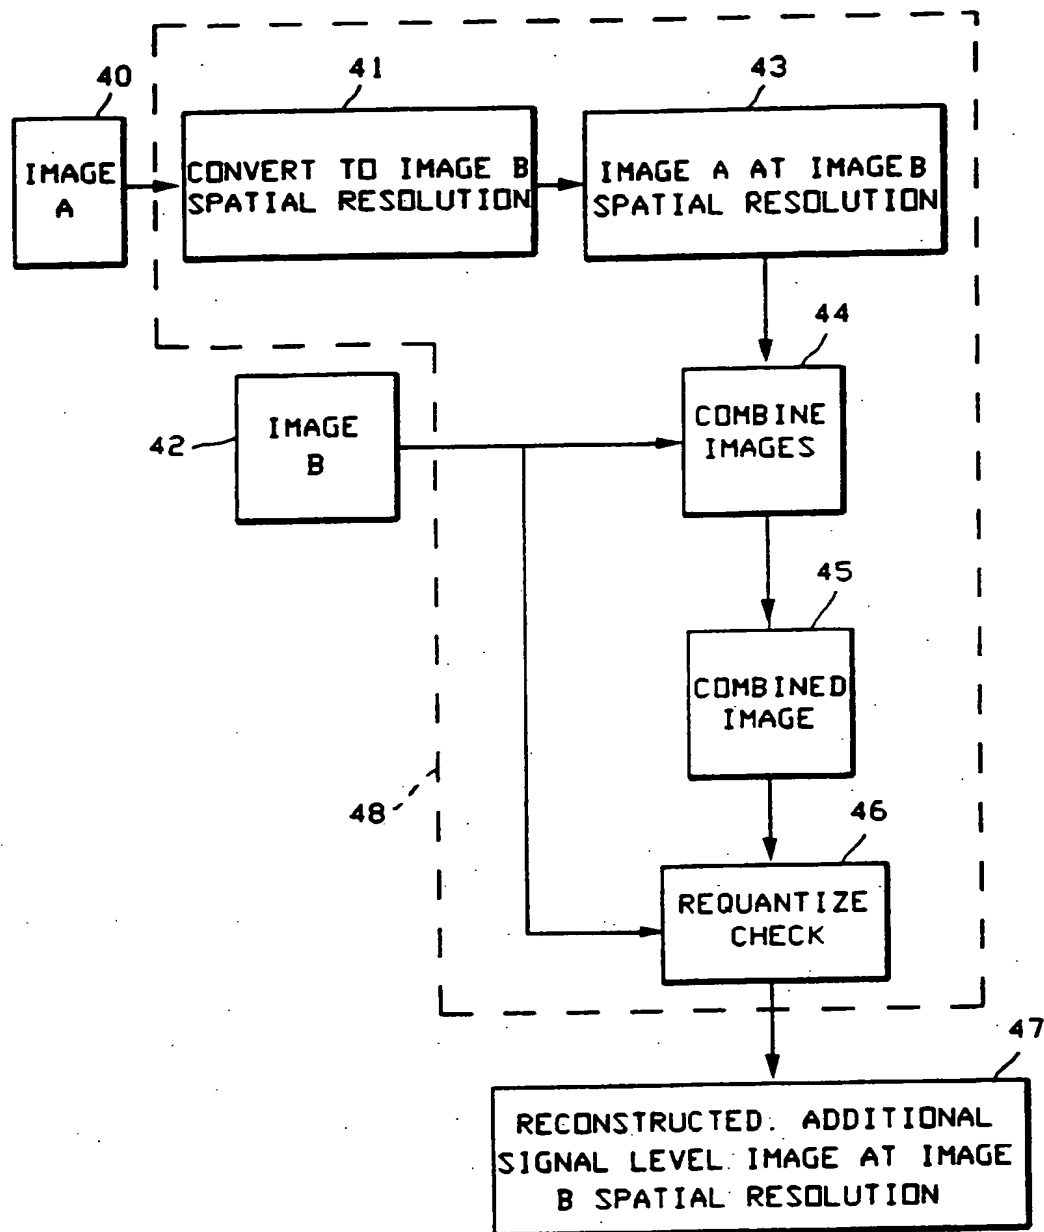 40
41
43
IMAGE
A
CONVERT TO IMAGE B
SPATIAL RESOLUTION
IMAGE A AT IMAGE B
SPATIAL RESOLUTION
44
42
IMAGE
B
COMBINE
IMAGES
45
COMBINED
IMAGE
48
46
REQUANTIZE
CHECK
47
RECONSTRUCTED. ADDITIONAL
SIGNAL LEVEL IMAGE AT IMAGE
B SPATIAL RESOLUTION